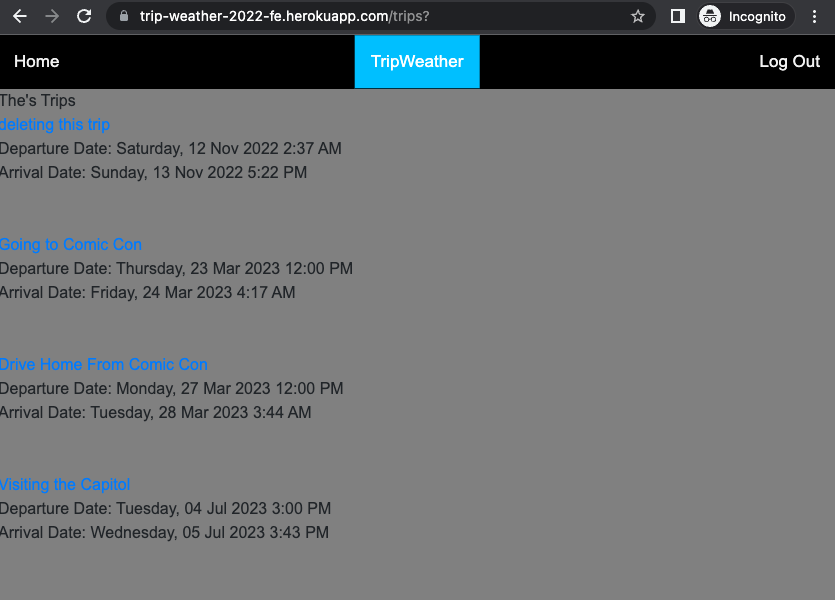 trip-weather-2022-fe.herokuapp.com/trips?
Incognito
Home
TripWeather
Log Out
The's Trips
deleting this trip
Departure Date: Saturday, 12 Nov 2022 2:37 AM
Arrival Date: Sunday, 13 Nov 2022 5:22 PM
Going to Comic Con
Departure Date: Thursday, 23 Mar 2023 12:00 PM
Arrival Date: Friday, 24 Mar 2023 4:17 AM
Drive Home From Comic Con
Departure Date: Monday, 27 Mar 2023 12:00 PM
Arrival Date: Tuesday, 28 Mar 2023 3:44 AM
Visiting the Capitol
Departure Date: Tuesday, 04 Jul 2023 3:00 PM
Arrival Date: Wednesday, 05 Jul 2023 3:43 PM